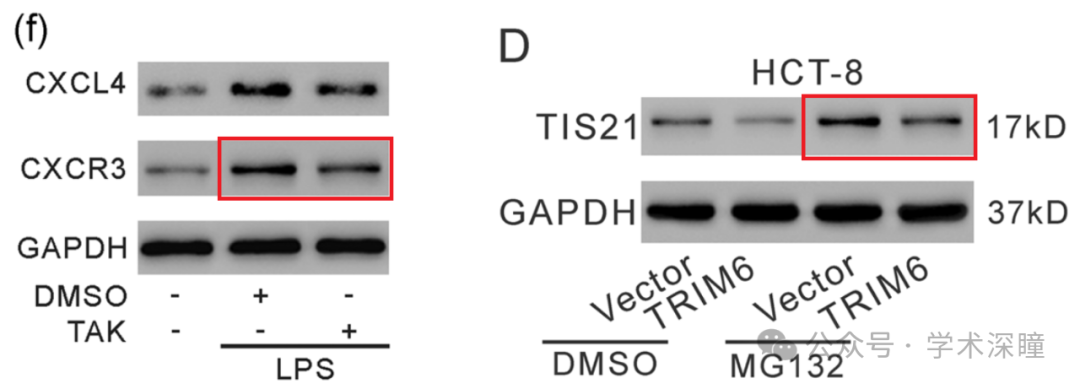 (f)
CXCL4
CXCR3
GAPDH
DMSO - + -
TAK - - +
LPS
D
HCT-8
TIS21 17kD
GAPDH 37kD
Vector TRIM6 Vector TRIM6
DMSO MG132
公众号 · 学术深瞳